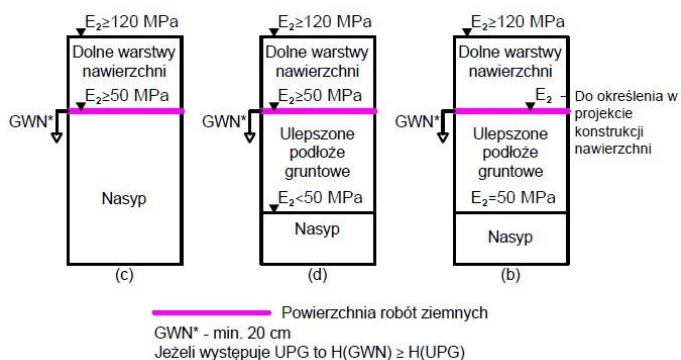 E₂≥120 MPa
Dolne warstwy
nawierzchni
E₂≥50 MPa
GWN*
Nasyp
(c)
E₂≥120 MPa
Dolne warstwy
nawierzchni
E₂≥50 MPa
GWN*
Ulepszone
podłoże
gruntowe
E₂<50 MPa
Nasyp
(d)
E₂≥120 MPa
Dolne warstwy
nawierzchni
E₂ - Do określenia w
projekcie
konstrukcji
nawierzchni
GWN*
Ulepszone
podłoże
gruntowe
E₂=50 MPa
Nasyp
(b)
Powierzchnia robót ziemnych
GWN* - min. 20 cm
Jeżeli występuje UPG to H(GWN) ≥ H(UPG)